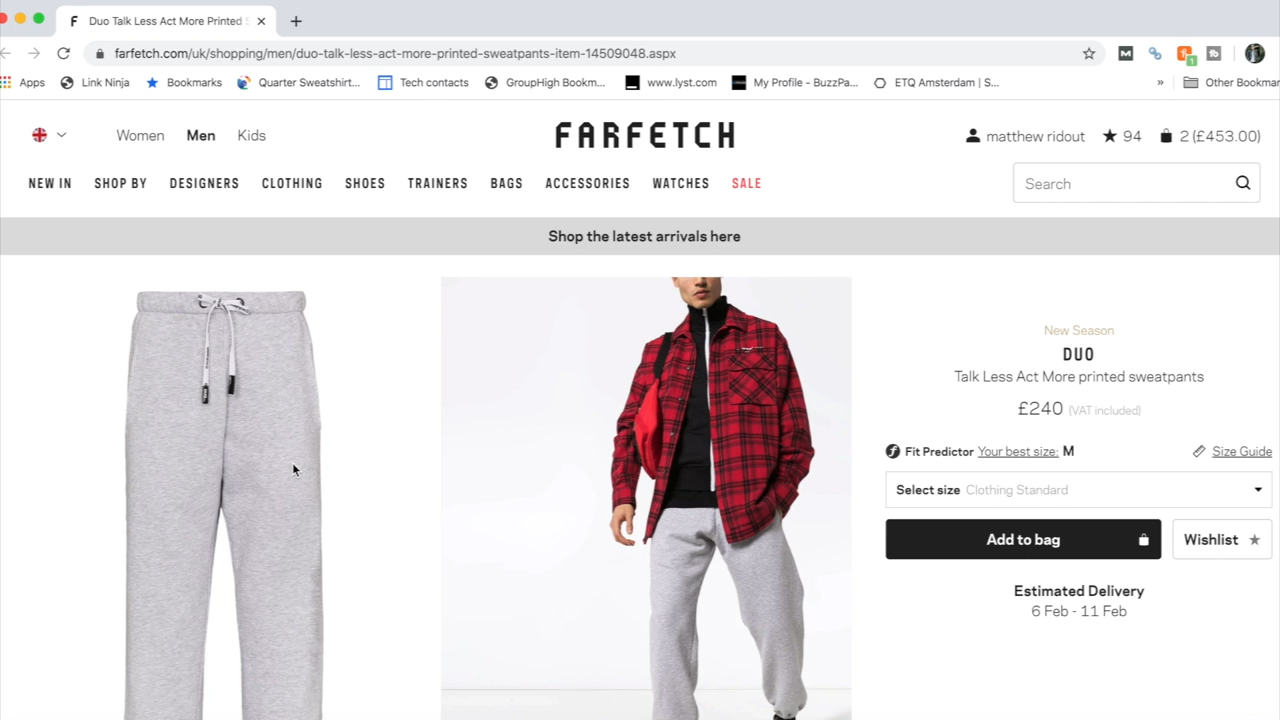 Duo Talk Less Act More Printed S
farfetch.com/uk/shopping/men/duo-talk-less-act-more-printed-sweatpants-item-14509048.aspx
1
Apps
Link Ninja
Bookmarks
Quarter Sweatshirt...
Tech contacts
GroupHigh Bookm...
www.lyst.com
My Profile - BuzzPa...
ETQ Amsterdam | S...
»
Other Bookmar
Women
Men
Kids
FARFETCH
matthew ridout
94
2 (£453.00)
NEW IN
SHOP BY
DESIGNERS
CLOTHING
SHOES
TRAINERS
BAGS
ACCESSORIES
WATCHES
SALE
Search
Shop the latest arrivals here
New Season
DUO
Talk Less Act More printed sweatpants
£240 (VAT included)
Fit Predictor Your best size: M
Size Guide
Select size Clothing Standard
Add to bag
Wishlist
Estimated Delivery
6 Feb - 11 Feb